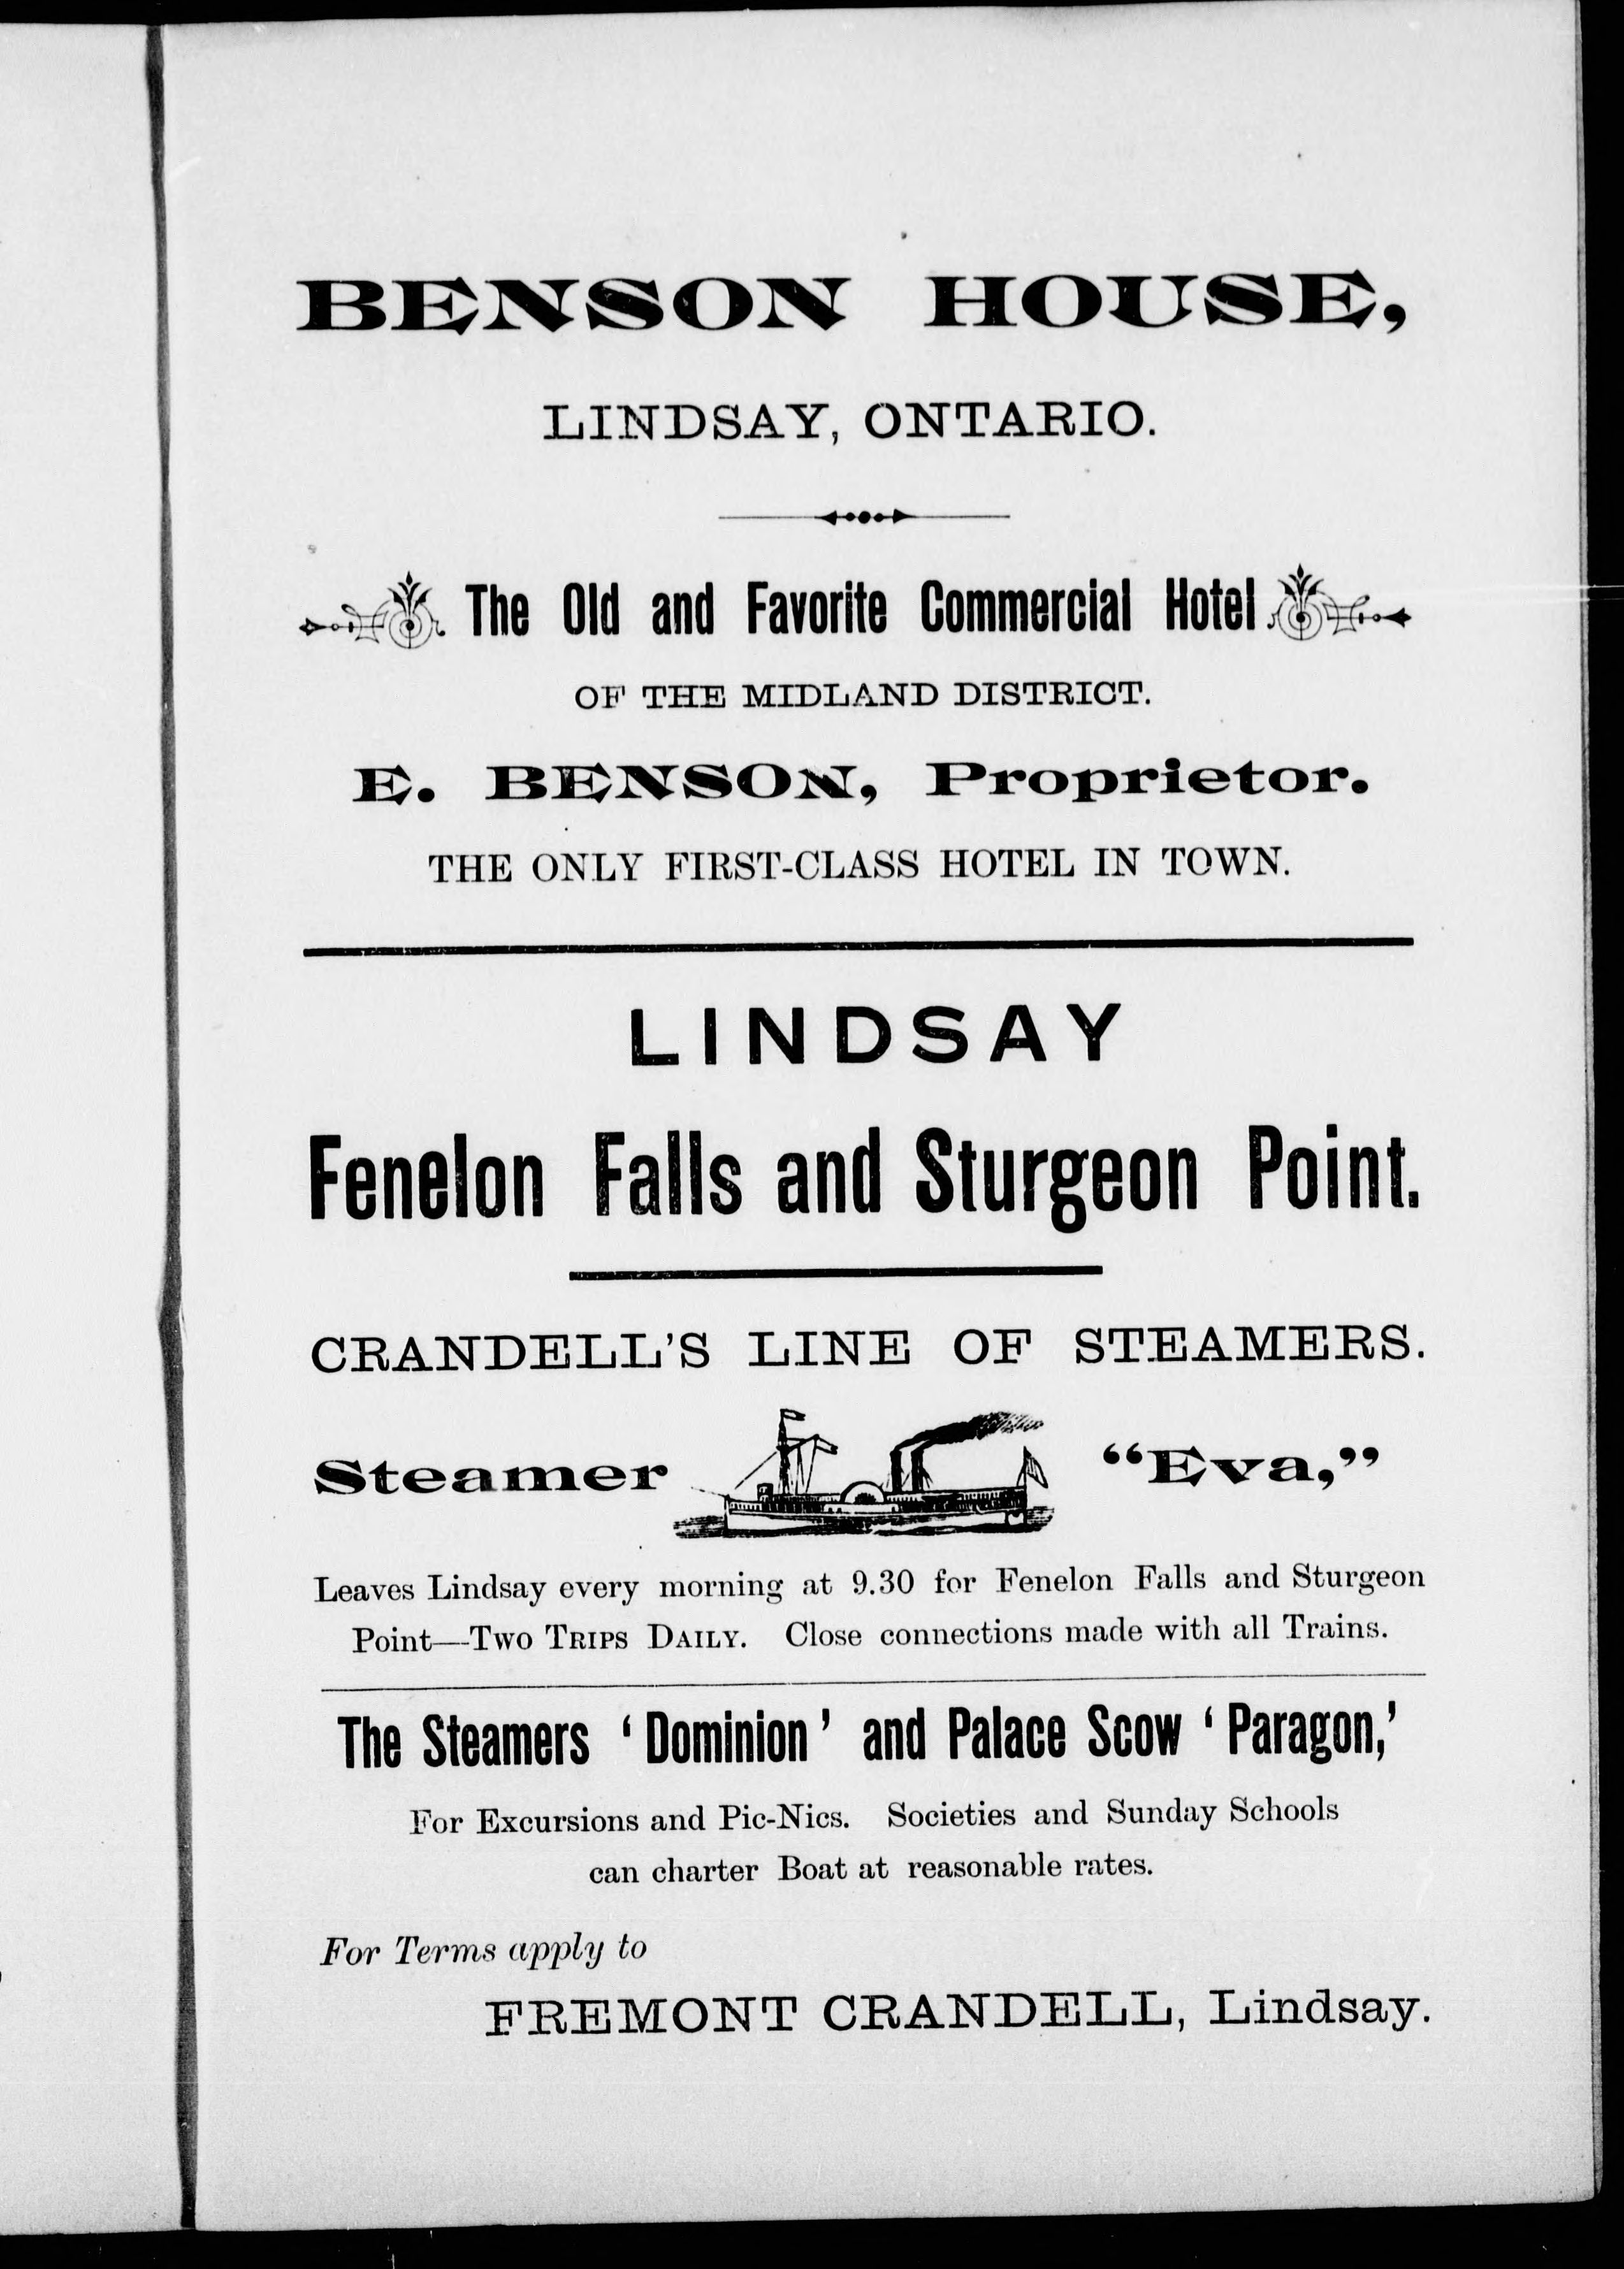 BENSON HOUSE,
LINDSAY, ONTARIO.
The Old and Favorite Commercial Hotel
OF THE MIDLAND DISTRICT.
E. BENSON, Proprietor.
THE ONLY FIRST-CLASS HOTEL IN TOWN.
LINDSAY
Fenelon Falls and Sturgeon Point.
CRANDELL'S LINE OF STEAMERS.
Steamer “Eva,”
Leaves Lindsay every morning at 9.30 for Fenelon Falls and Sturgeon
Point—TWO TRIPS DAILY. Close connections made with all Trains.
The Steamers ‘Dominion’ and Palace Scow ‘Paragon,’
For Excursions and Pic-Nics. Societies and Sunday Schools
can charter Boat at reasonable rates.
For Terms apply to
FREMONT CRANDELL, Lindsay.